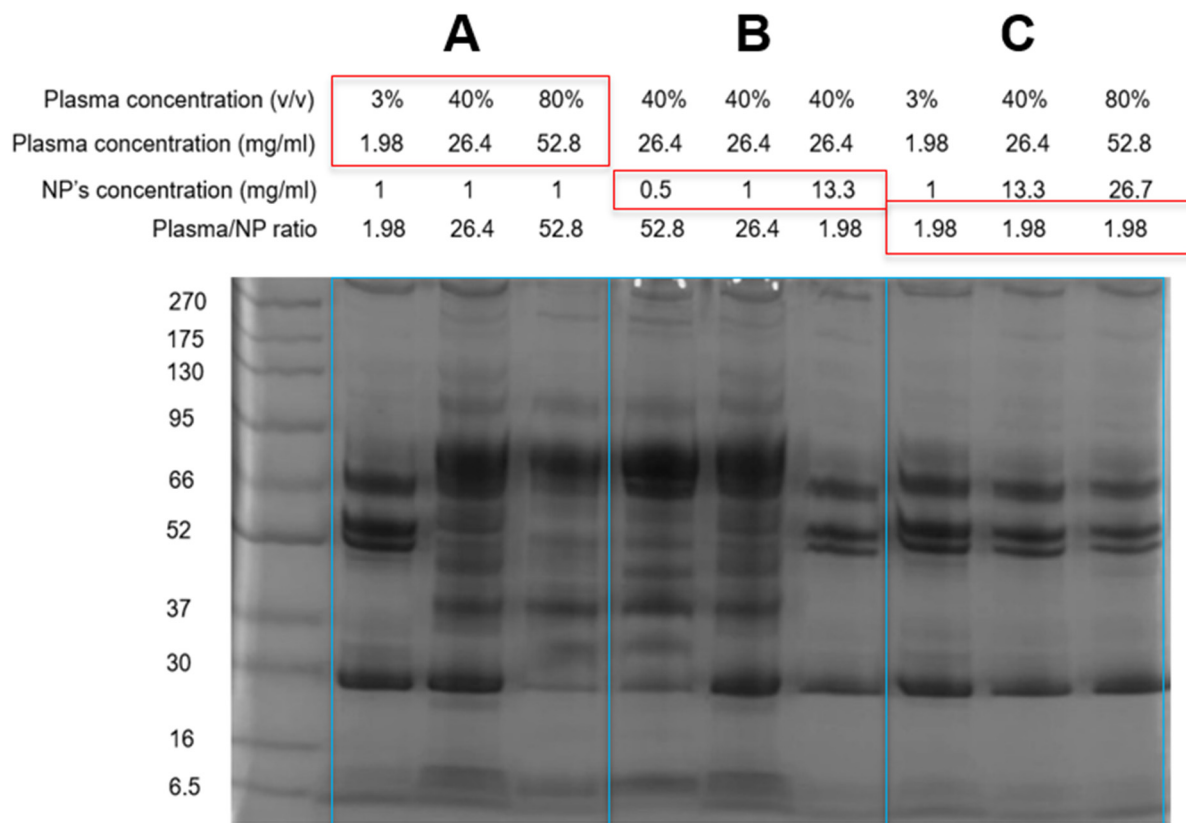 A B C
Plasma concentration (v/v) 3% 40% 80% 40% 40% 40% 3% 40% 80%
Plasma concentration (mg/ml) 1.98 26.4 52.8 26.4 26.4 26.4 1.98 26.4 52.8
NP's concentration (mg/ml) 1 1 1 0.5 1 13.3 1 13.3 26.7
Plasma/NP ratio 1.98 26.4 52.8 52.8 26.4 1.98 1.98 1.98 1.98
270
175
130
95
66
52
37
30
16
6.5